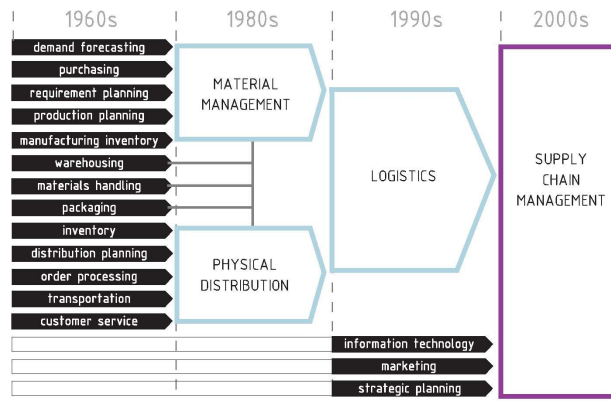 1960s
1980s
1990s
2000s
demand forecasting
purchasing
requirement planning
production planning
manufacturing inventory
warehousing
materials handling
packaging
inventory
distribution planning
order processing
transportation
customer service
MATERIAL
MANAGEMENT
PHYSICAL
DISTRIBUTION
LOGISTICS
information technology
marketing
strategic planning
SUPPLY
CHAIN
MANAGEMENT